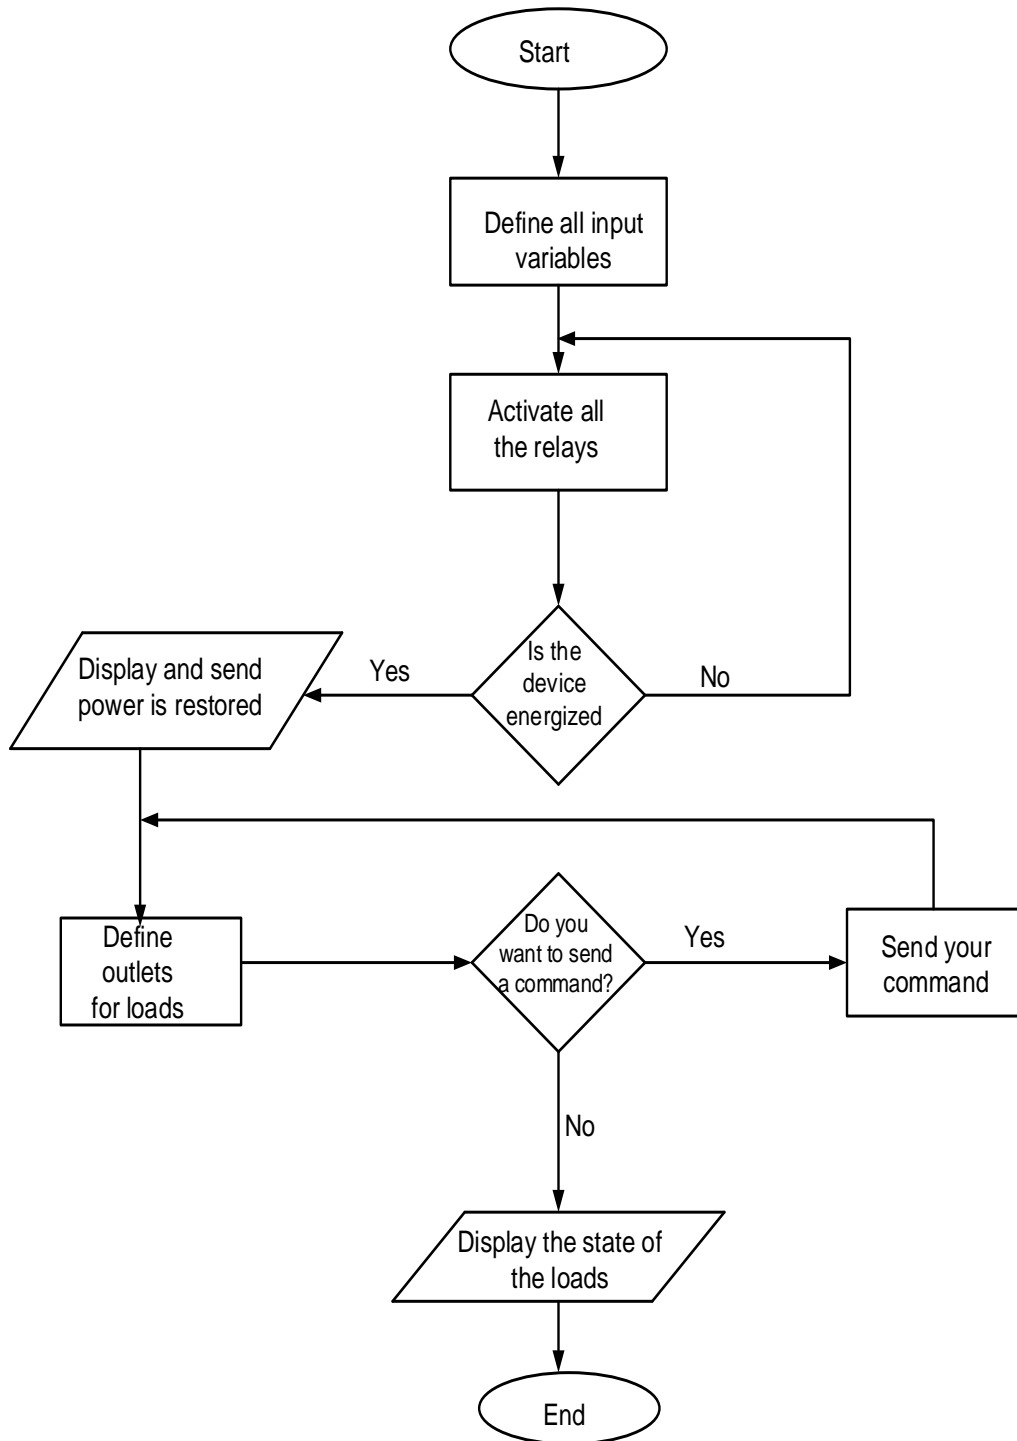 Start
Define all input
variables
Activate all
the relays
Is the
device
energized
Yes
No
Display and send
power is restored
Define
outlets
for loads
Do you
want to send
a command?
Yes
Send your
command
No
Display the state of
the loads
End